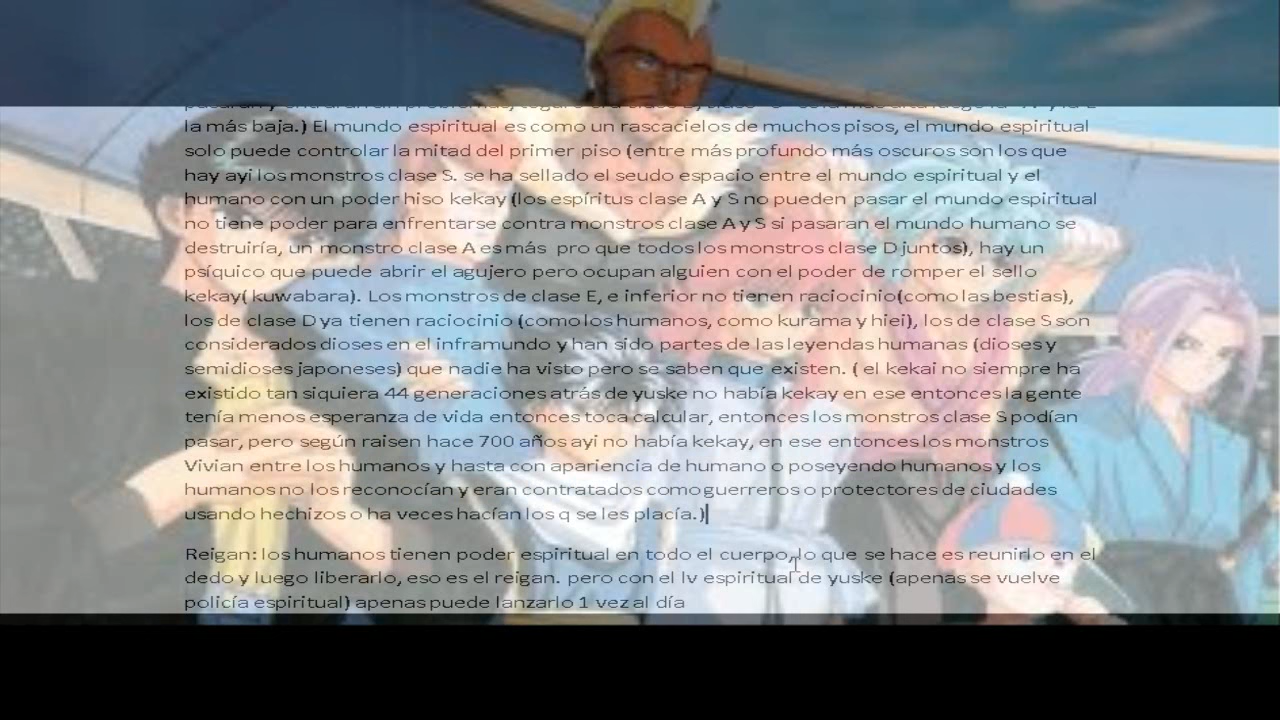 la más baja.) El mundo espiritual es como un rascacielos de muchos pisos, el mundo espiritual
solo puede controlar la mitad del primer piso (entre más profundo más oscuros son los que
hay ayi los monstros clase S. se ha sellado el seudo espacio entre el mundo espiritual y el
humano con un poder hiso kekay (los espíritus clase A y S no pueden pasar el mundo espiritual
no tiene poder para enfrentarse contra monstros clase A y S si pasaran el mundo humano se
destruiría, un monstro clase A es más pro que todos los monstros clase D juntos), hay un
psíquico que puede abrir el agujero pero ocupan alguien con el poder de romper el sello
kekay( kuwabara). Los monstros de clase E, e inferior no tienen raciocinio(como las bestias),
los de clase D ya tienen raciocinio (como los humanos, como kurama y hiei), los de clase S son
considerados dioses en el inframundo y han sido partes de las leyendas humanas (dioses y
semidioses japoneses) que nadie ha visto pero se saben que existen. ( el kekai no siempre ha
existido tan siquiera 44 generaciones atrás de yuske no había kekay en ese entonces la gente
tenía menos esperanza de vida entonces toca calcular, entonces los monstros clase S podían
pasar, pero según raisen hace 700 años ayi no había kekay, en ese entonces los monstros
Vivian entre los humanos y hasta con apariencia de humano o poseyendo humanos y los
humanos no los reconocían y eran contratados como guerreros o protectores de ciudades
usando hechizos o ha veces hacían los q se les placía.)
Reigan: los humanos tienen poder espiritual en todo el cuerpo, lo que se hace es reunirlo en el
dedo y luego liberarlo, eso es el reigan. pero con el lv espiritual de yuske (apenas se vuelve
policía espiritual) apenas puede lanzarlo 1 vez al día